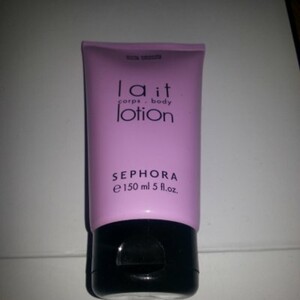 lait
corps . body
lotion
SEPHORA
e 150 ml 5 fl.oz.